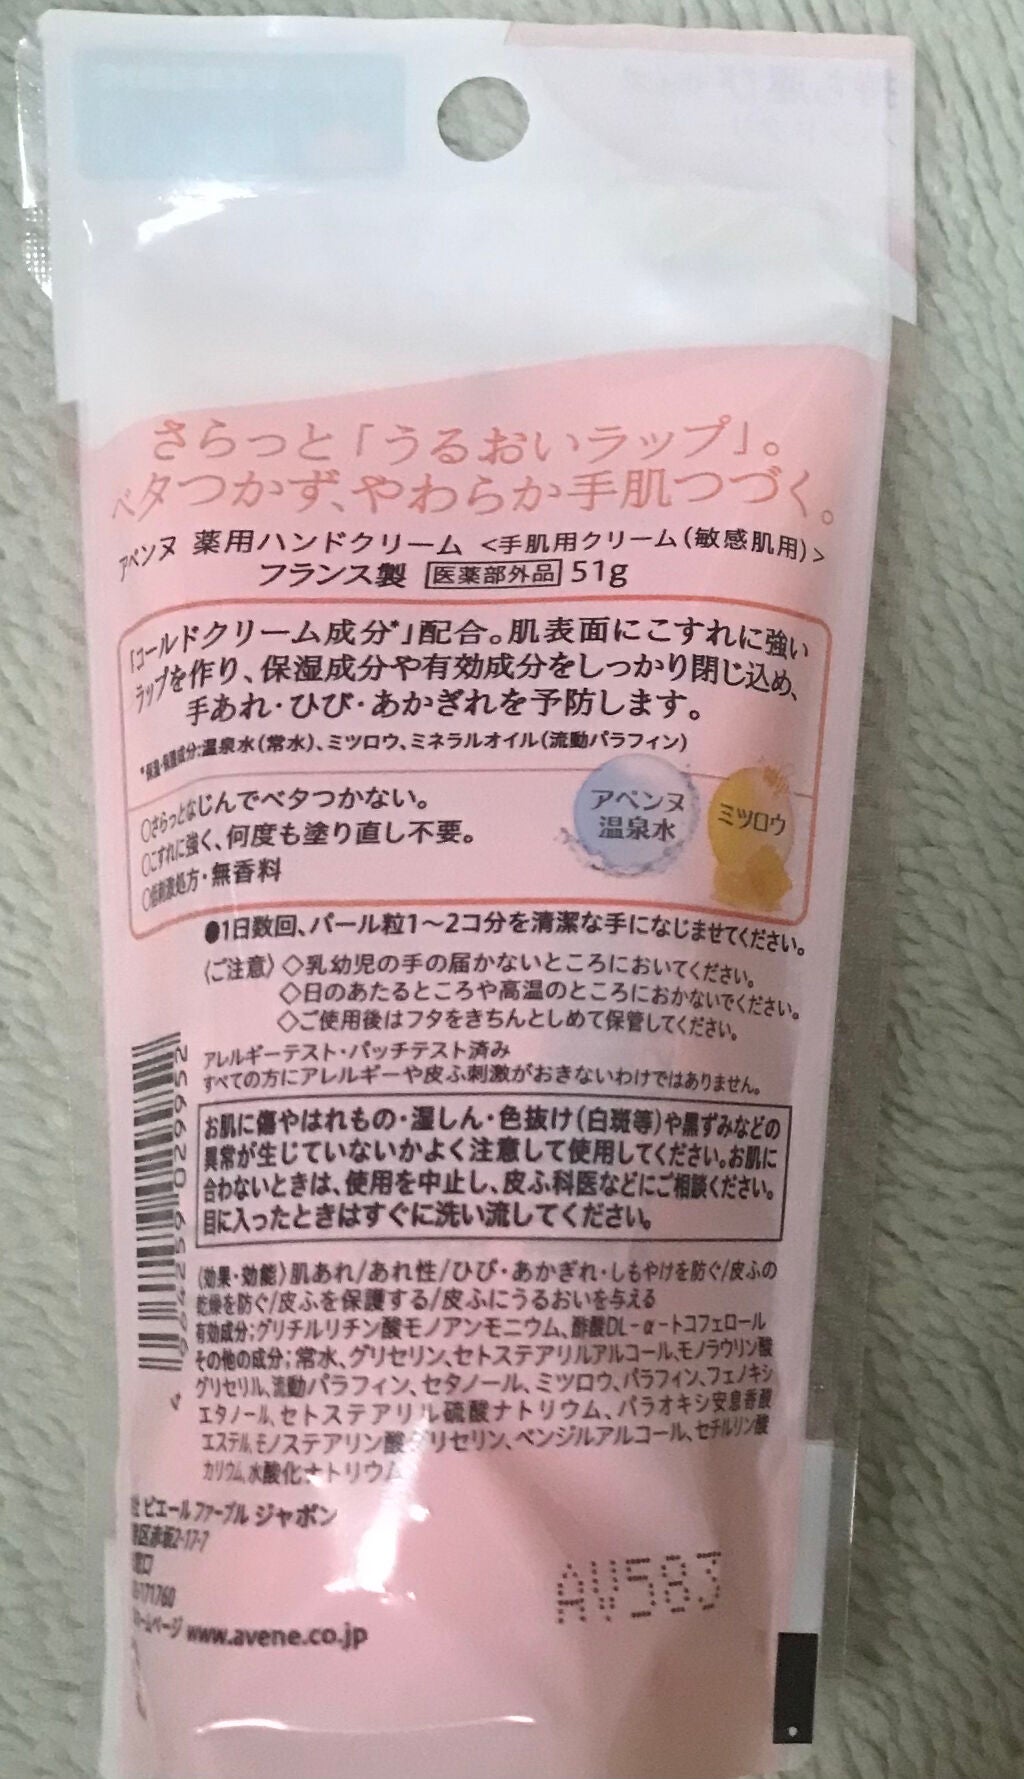 さらっと「うるおいラップ」。
ベタつかず、やわらか手肌つづく。
アベンヌ 薬用ハンドクリーム <手肌用クリーム(敏感肌用)>
フランス製 医薬部外品 51g
「コールドクリーム成分*」配合。肌表面にこすれに強い
ラップを作り、保湿成分や有効成分をしっかり閉じ込め、
手あれ・ひび・あかぎれを予防します。
*保湿・保護成分:温泉水(常水)、ミツロウ、ミネラルオイル(流動パラフィン)
○さらっとなじんでベタつかない。
○こすれに強く、何度も塗り直し不要。
○低刺激処方・無香料
アベンヌ
温泉水
ミツロウ
●1日数回、パール粒1〜2コ分を清潔な手になじませてください。
〈ご注意〉◇乳幼児の手の届かないところにおいてください。
◇日のあたるところや高温のところにおかないでください。
◇ご使用後はフタをきちんとしめて保管してください。
アレルギーテスト・パッチテスト済み
すべての方にアレルギーや皮ふ刺激がおきないわけではありません。
お肌に傷やはれもの・湿しん・色抜け(白斑等)や黒ずみなどの
異常が生じていないかよく注意して使用してください。お肌に
合わないときは、使用を中止し、皮ふ科医などにご相談ください。
目に入ったときはすぐに洗い流してください。
〈効果・効能〉肌あれ/あれ性/ひび・あかぎれ・しもやけを防ぐ/皮ふの
乾燥を防ぐ/皮ふを保護する/皮ふにうるおいを与える
有効成分:グリチルリチン酸モノアンモニウム、酢酸DL-α-トコフェロール
その他の成分:常水、グリセリン、セトステアリルアルコール、モノラウリン酸
グリセリル、流動パラフィン、セタノール、ミツロウ、パラフィン、フェノキシ
エタノール、セトステアリル硫酸ナトリウム、パラオキシ安息香酸
エステル、モノステアリン酸グリセリン、ベンジルアルコール、セチルリン酸
カリウム、水酸化ナトリウム
社 ピエール ファーブル ジャポン
区赤坂2-17-7
窓口
171760
ホームページ www.avene.co.jp
AV583